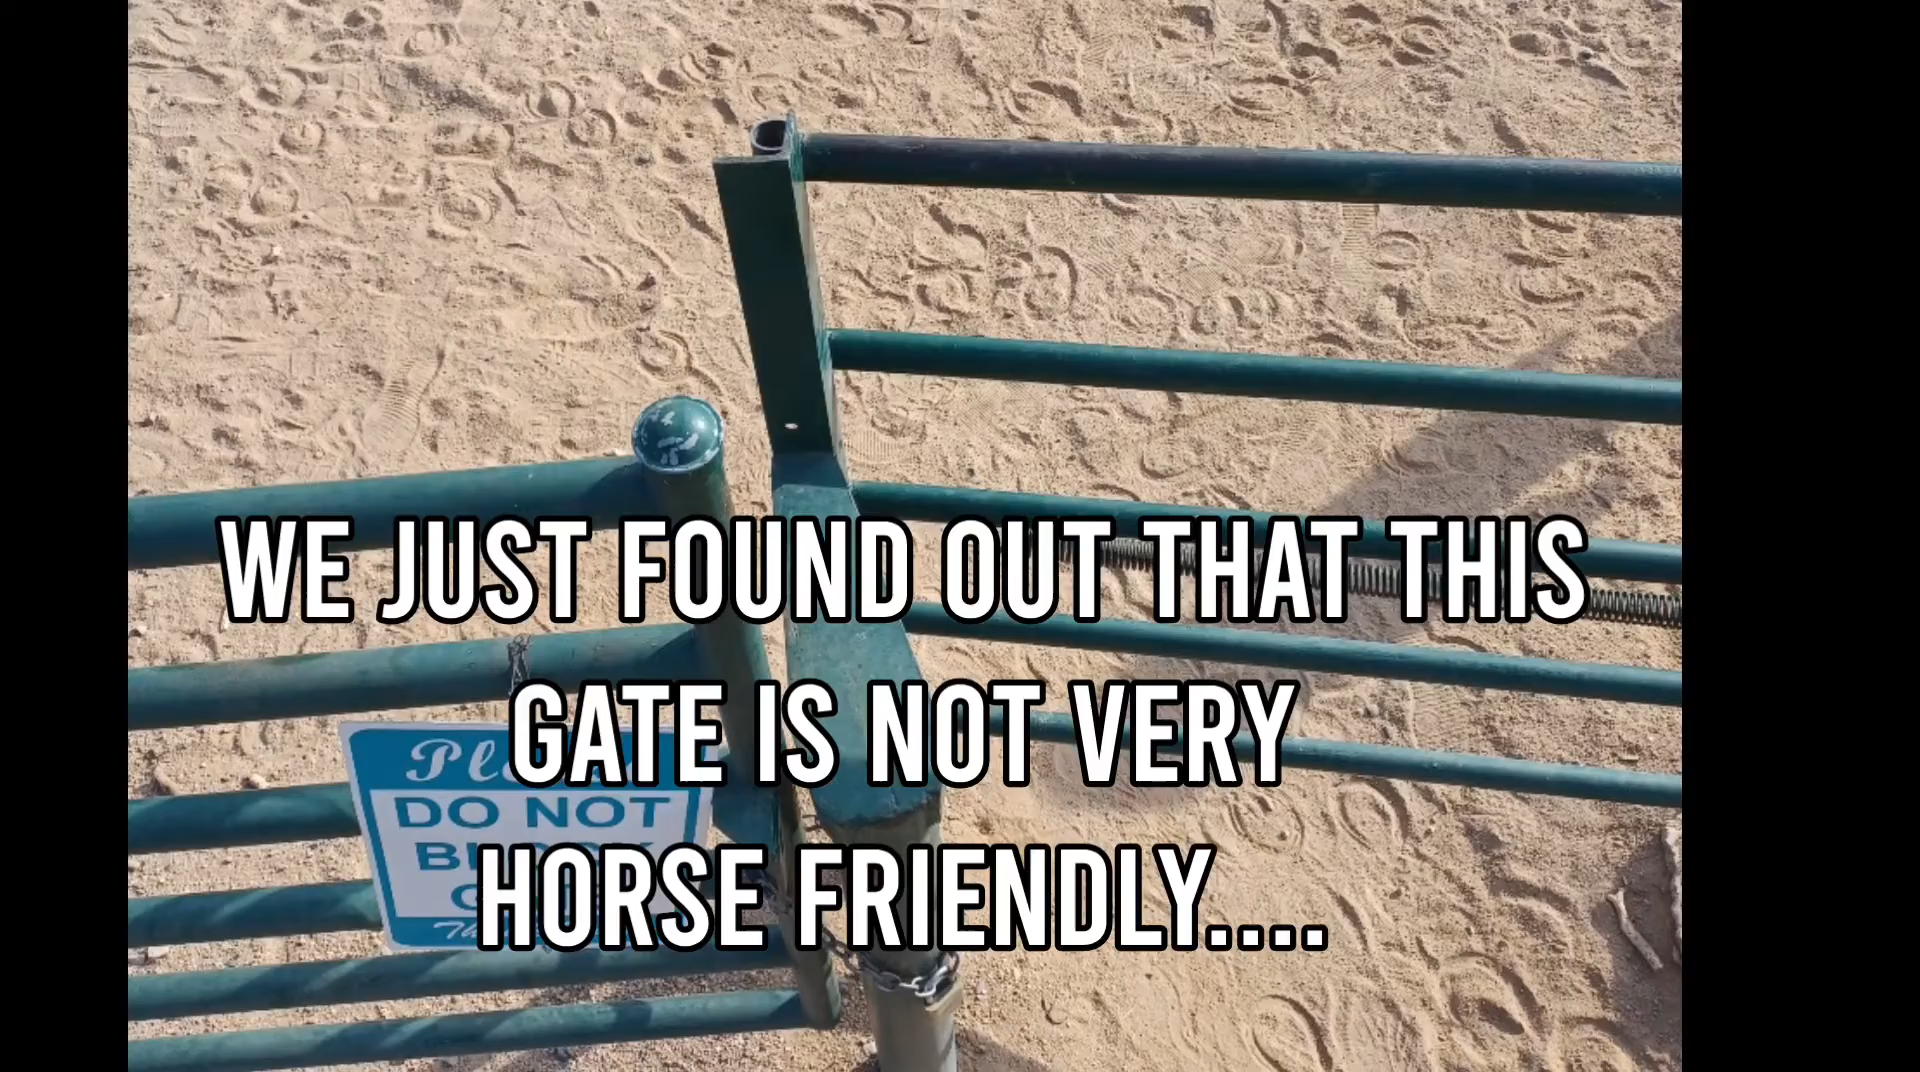 WE JUST FOUND OUT THAT THIS
GATE IS NOT VERY
HORSE FRIENDLY....
DO NOT